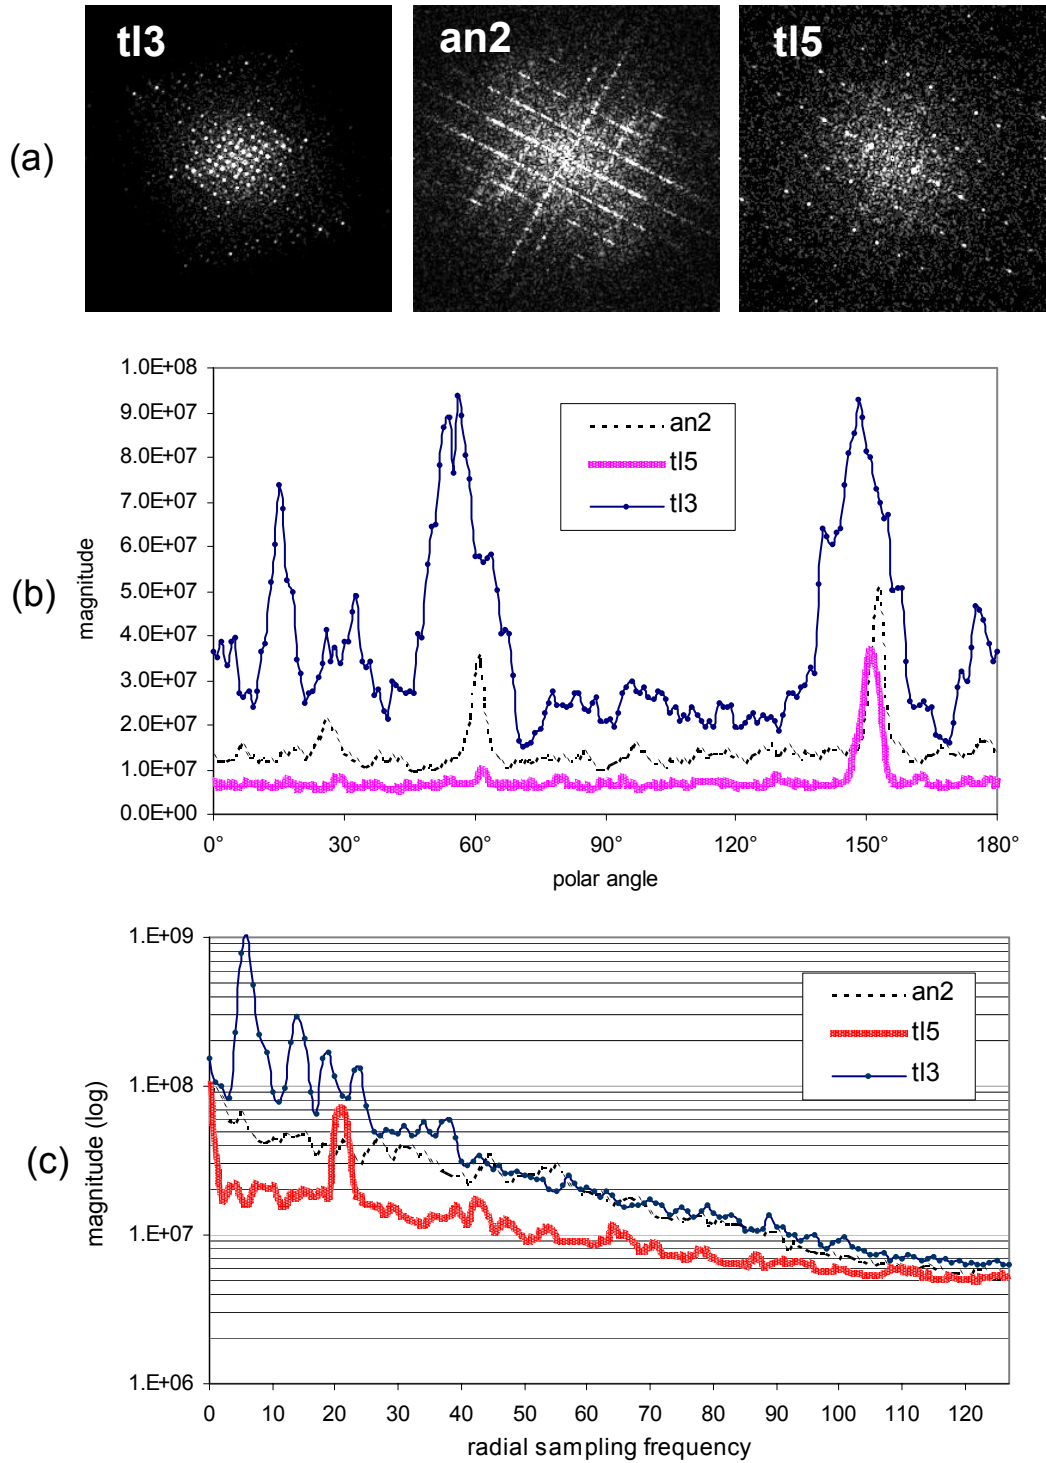 tl3
an2
tl5
(a)
1.0E+08
9.0E+07
8.0E+07
7.0E+07
6.0E+07
5.0E+07
4.0E+07
3.0E+07
2.0E+07
1.0E+07
0.0E+00
magnitude
(b)
an2
tl5
tl3
0° 30° 60° 90° 120° 150° 180°
polar angle
1.E+09
1.E+08
1.E+07
1.E+06
magnitude (log)
(c)
an2
tl5
tl3
0 10 20 30 40 50 60 70 80 90 100 110 120
radial sampling frequency